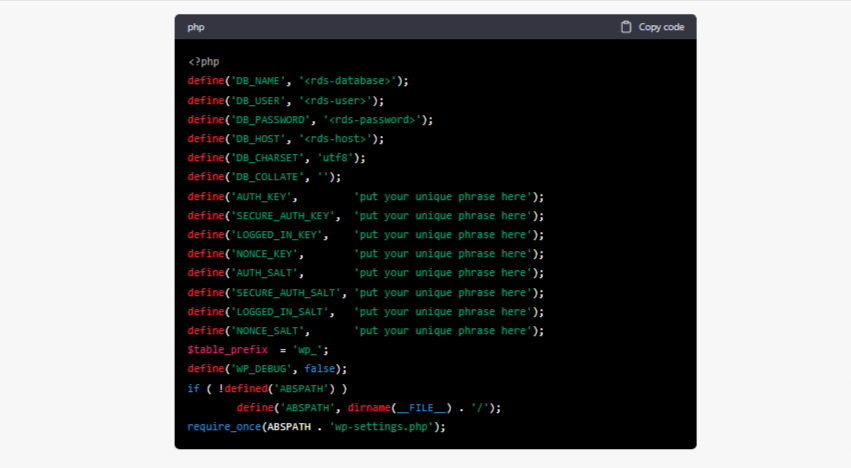 php Copy code
<?php
define('DB_NAME', '<rds-database>');
define('DB_USER', '<rds-user>');
define('DB_PASSWORD', '<rds-password>');
define('DB_HOST', '<rds-host>');
define('DB_CHARSET', 'utf8');
define('DB_COLLATE', '');
define('AUTH_KEY',         'put your unique phrase here');
define('SECURE_AUTH_KEY',  'put your unique phrase here');
define('LOGGED_IN_KEY',    'put your unique phrase here');
define('NONCE_KEY',        'put your unique phrase here');
define('AUTH_SALT',        'put your unique phrase here');
define('SECURE_AUTH_SALT', 'put your unique phrase here');
define('LOGGED_IN_SALT',   'put your unique phrase here');
define('NONCE_SALT',       'put your unique phrase here');
$table_prefix  = 'wp_';
define('WP_DEBUG', false);
if ( !defined('ABSPATH') )
        define('ABSPATH', dirname(__FILE__) . '/');
require_once(ABSPATH . 'wp-settings.php');